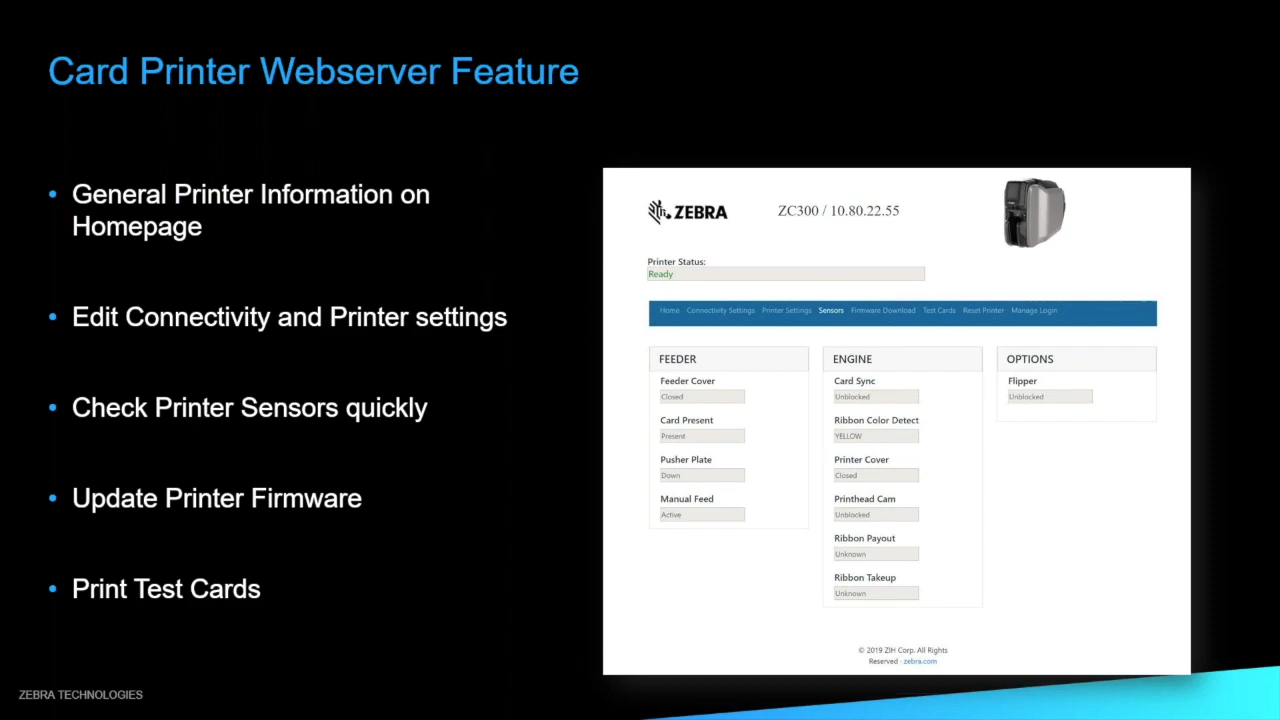 Card Printer Webserver Feature
• General Printer Information on
Homepage
• Edit Connectivity and Printer settings
• Check Printer Sensors quickly
• Update Printer Firmware
• Print Test Cards
ZEBRA TECHNOLOGIES
ZEBRA
ZC300 / 10.80.22.55
Printer Status:
Ready
Home Connectivity Settings Printer Settings Sensors Firmware Download Test Cards Reset Printer Manage Login
FEEDER
Feeder Cover
Closed
Card Present
Present
Pusher Plate
Down
Manual Feed
Active
ENGINE
Card Sync
Unblocked
Ribbon Color Detect
YELLOW
Printer Cover
Closed
Printhead Cam
Unblocked
Ribbon Payout
Unknown
Ribbon Takeup
Unknown
OPTIONS
Flipper
Unblocked
© 2019 ZIH Corp. All Rights
Reserved · zebra.com